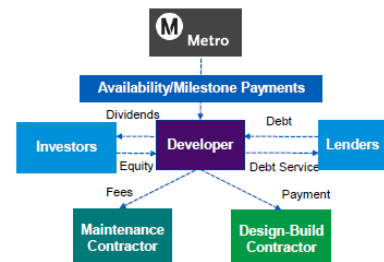 M
Metro
Availability/Milestone Payments
Dividends
Debt
Investors
Developer
Lenders
Equity
Debt Service
Fees
Payment
Maintenance
Contractor
Design-Build
Contractor